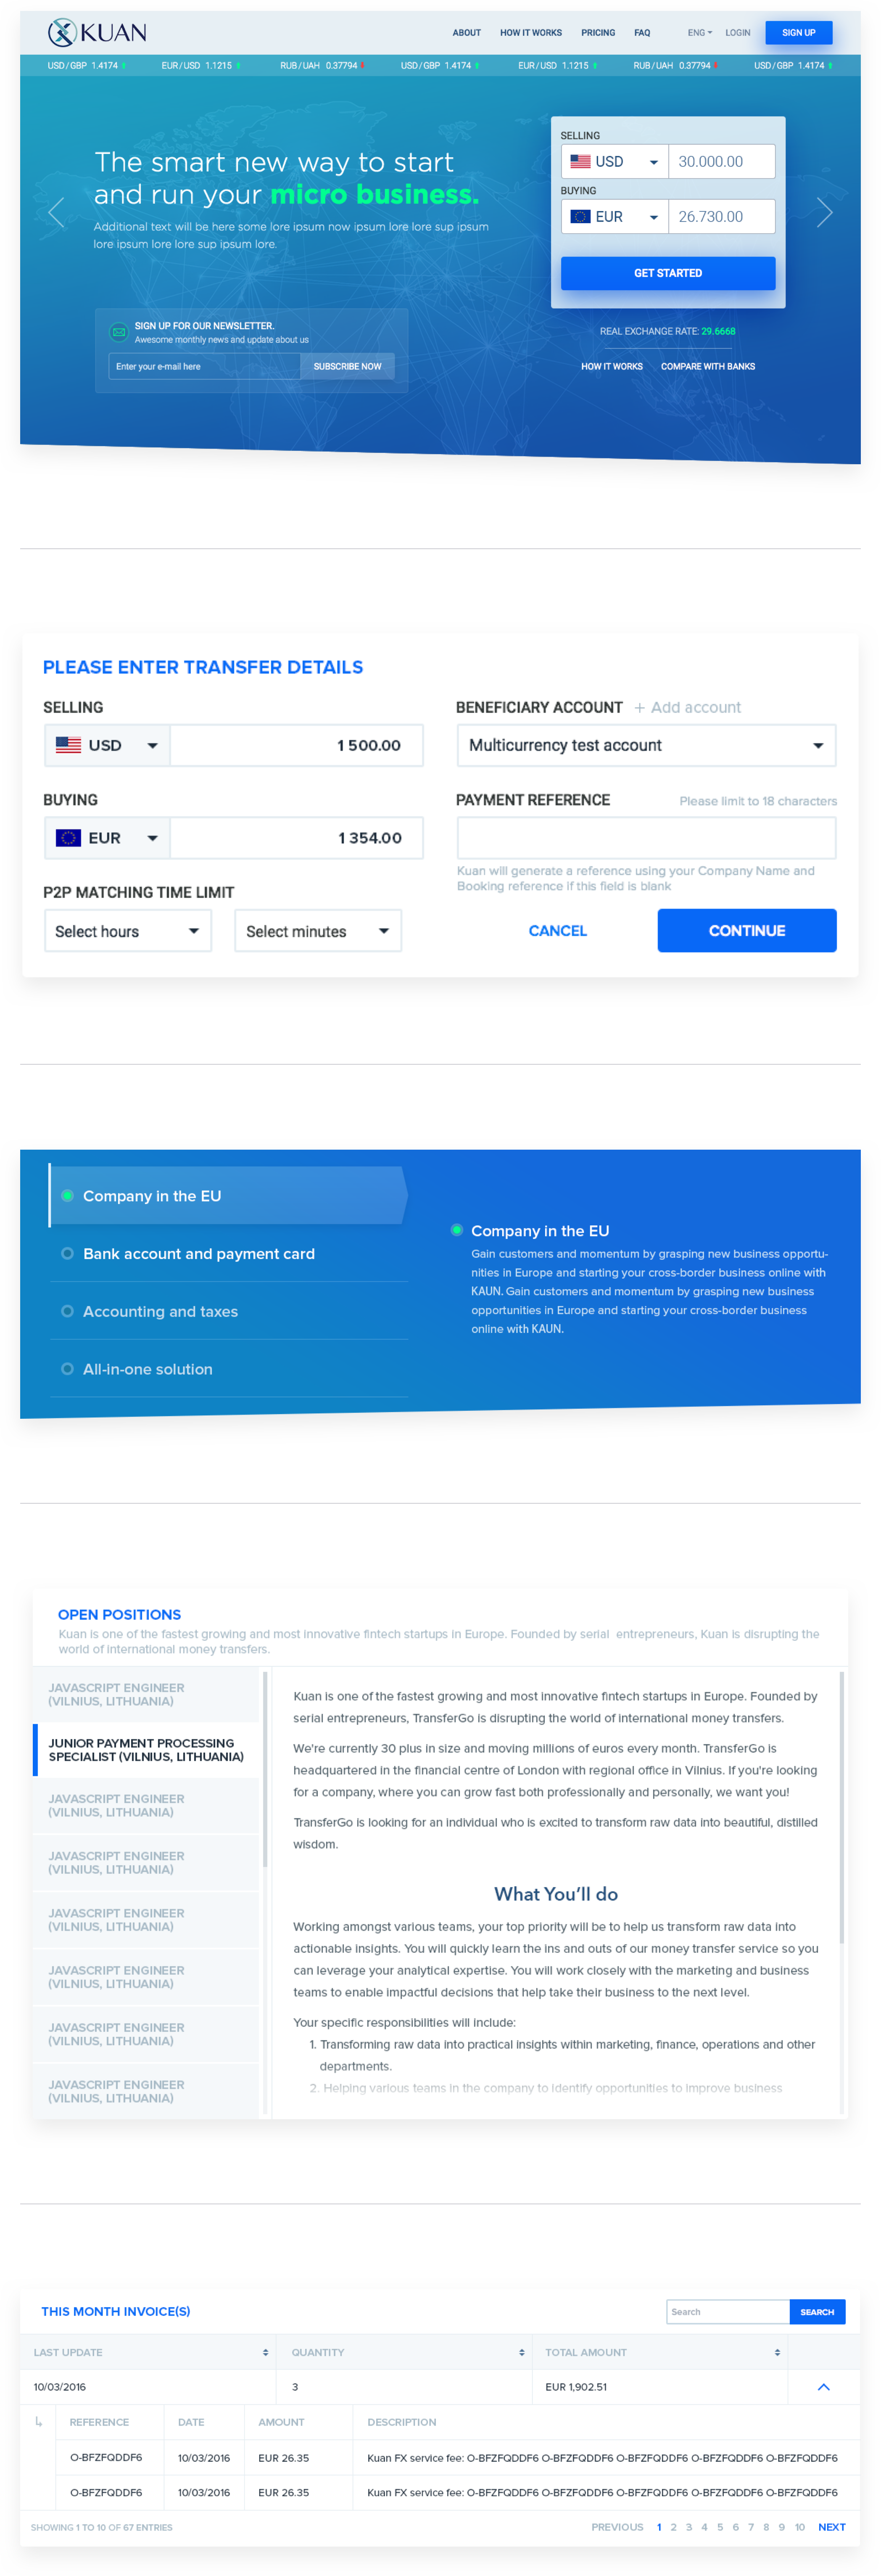 KUAN
ABOUT HOW IT WORKS PRICING FAQ ENG LOGIN SIGN UP
USD/GBP 1.4174 EUR/USD 1.1215 RUB/UAH 0.37794 USD/GBP 1.4174 EUR/USD 1.1215 RUB/UAH 0.37794 USD/GBP 1.4174
The smart new way to start
and run your micro business.
Additional text will be here some lore ipsum now ipsum lore lore sup ipsum
lore ipsum lore lore sup ipsum lore.
SIGN UP FOR OUR NEWSLETTER.
Awesome monthly news and update about us
Enter your e-mail here SUBSCRIBE NOW
SELLING
USD 30.000.00
BUYING
EUR 26.730.00
GET STARTED
REAL EXCHANGE RATE: 29.6668
HOW IT WORKS COMPARE WITH BANKS
PLEASE ENTER TRANSFER DETAILS
SELLING
USD 1 500.00
BUYING
EUR 1 354.00
P2P MATCHING TIME LIMIT
Select hours Select minutes
BENEFICIARY ACCOUNT + Add account
Multicurrency test account
PAYMENT REFERENCE Please limit to 18 characters
Kuan will generate a reference using your Company Name and
Booking reference if this field is blank
CANCEL CONTINUE
Company in the EU
Bank account and payment card
Accounting and taxes
All-in-one solution
Company in the EU
Gain customers and momentum by grasping new business opportu-
nities in Europe and starting your cross-border business online with
KAUN. Gain customers and momentum by grasping new business
opportunities in Europe and starting your cross-border business
online with KAUN.
OPEN POSITIONS
Kuan is one of the fastest growing and most innovative fintech startups in Europe. Founded by serial entrepreneurs, Kuan is disrupting the
world of international money transfers.
JAVASCRIPT ENGINEER
(VILNIUS, LITHUANIA)
JUNIOR PAYMENT PROCESSING
SPECIALIST (VILNIUS, LITHUANIA)
JAVASCRIPT ENGINEER
(VILNIUS, LITHUANIA)
JAVASCRIPT ENGINEER
(VILNIUS, LITHUANIA)
JAVASCRIPT ENGINEER
(VILNIUS, LITHUANIA)
JAVASCRIPT ENGINEER
(VILNIUS, LITHUANIA)
JAVASCRIPT ENGINEER
(VILNIUS, LITHUANIA)
JAVASCRIPT ENGINEER
(VILNIUS, LITHUANIA)
Kuan is one of the fastest growing and most innovative fintech startups in Europe. Founded by
serial entrepreneurs, TransferGo is disrupting the world of international money transfers.
We're currently 30 plus in size and moving millions of euros every month. TransferGo is
headquartered in the financial centre of London with regional office in Vilnius. If you're looking
for a company, where you can grow fast both professionally and personally, we want you!
TransferGo is looking for an individual who is excited to transform raw data into beautiful, distilled
wisdom.
What You'll do
Working amongst various teams, your top priority will be to help us transform raw data into
actionable insights. You will quickly learn the ins and outs of our money transfer service so you
can leverage your analytical expertise. You will work closely with the marketing and business
teams to enable impactful decisions that help take their business to the next level.
Your specific responsibilities will include:
1. Transforming raw data into practical insights within marketing, finance, operations and other
departments.
2. Helping various teams in the company to identify opportunities to improve business
THIS MONTH INVOICE(S) Search SEARCH
LAST UPDATE QUANTITY TOTAL AMOUNT
10/03/2016 3 EUR 1,902.51
REFERENCE DATE AMOUNT DESCRIPTION
O-BFZFQDDF6 10/03/2016 EUR 26.35 Kuan FX service fee: O-BFZFQDDF6 O-BFZFQDDF6 O-BFZFQDDF6 O-BFZFQDDF6 O-BFZFQDDF6
O-BFZFQDDF6 10/03/2016 EUR 26.35 Kuan FX service fee: O-BFZFQDDF6 O-BFZFQDDF6 O-BFZFQDDF6 O-BFZFQDDF6 O-BFZFQDDF6
SHOWING 1 TO 10 OF 67 ENTRIES PREVIOUS 1 2 3 4 5 6 7 8 9 10 NEXT